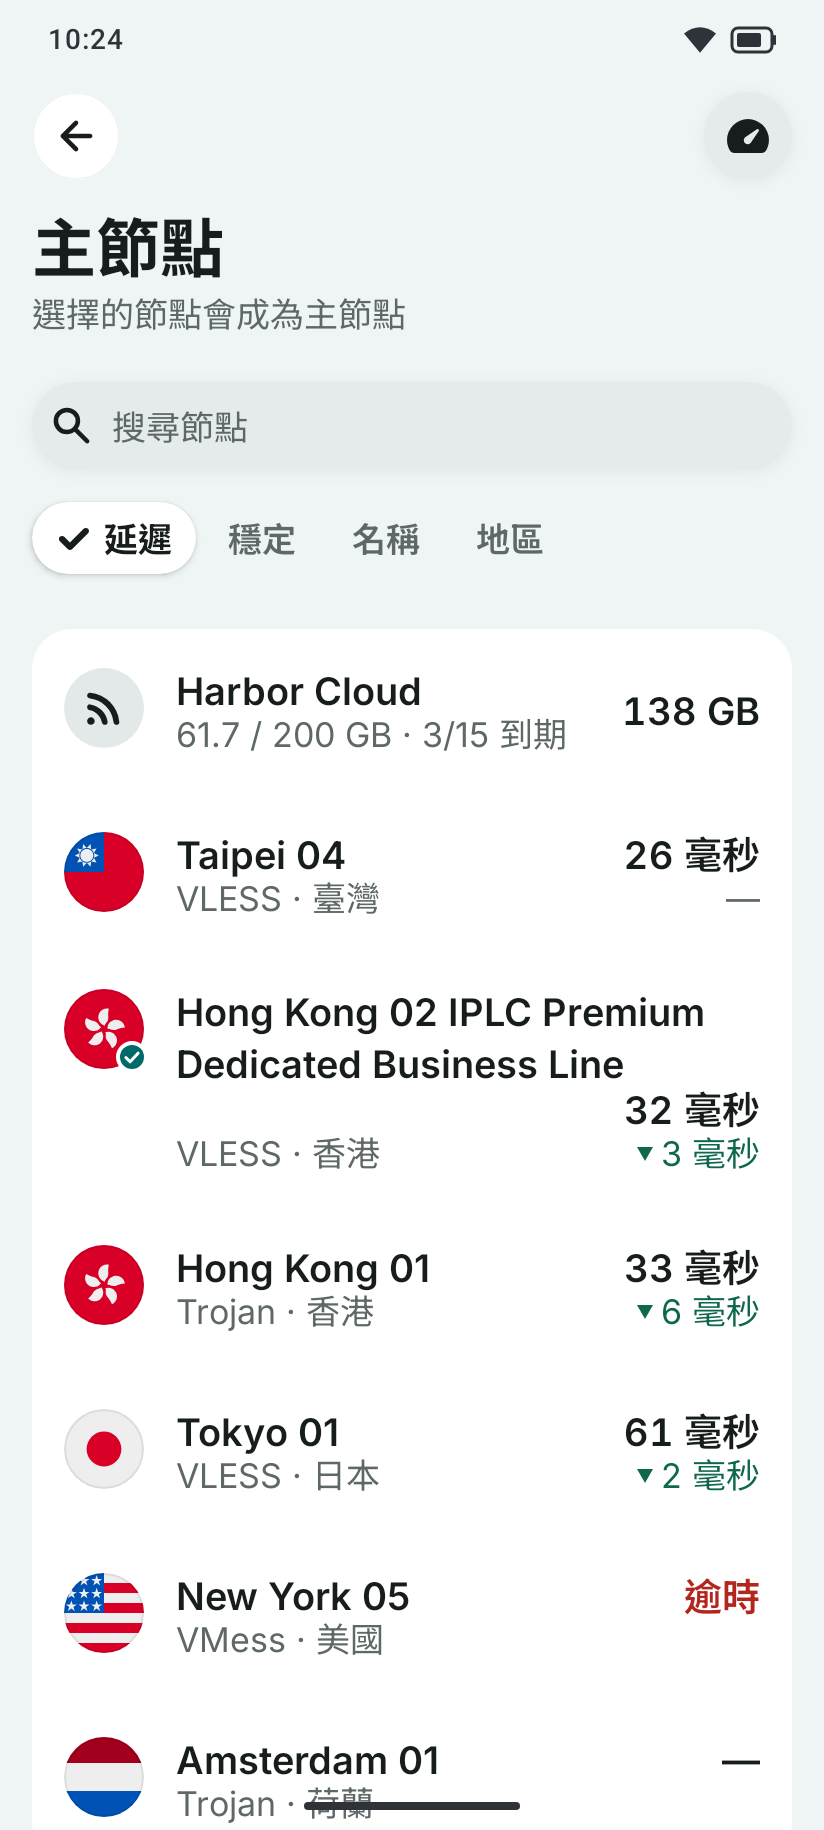 10:24
主節點
選擇的節點會成為主節點
搜尋節點
延遲 穩定 名稱 地區
Harbor Cloud
138 GB
61.7 / 200 GB · 3/15 到期
Taipei 04
26 毫秒
VLESS · 臺灣
—
Hong Kong 02 IPLC Premium
Dedicated Business Line
32 毫秒
VLESS · 香港
▼3 毫秒
Hong Kong 01
33 毫秒
Trojan · 香港
▼6 毫秒
Tokyo 01
61 毫秒
VLESS · 日本
▼2 毫秒
New York 05
逾時
VMess · 美國
Amsterdam 01
—
Trojan · 荷蘭